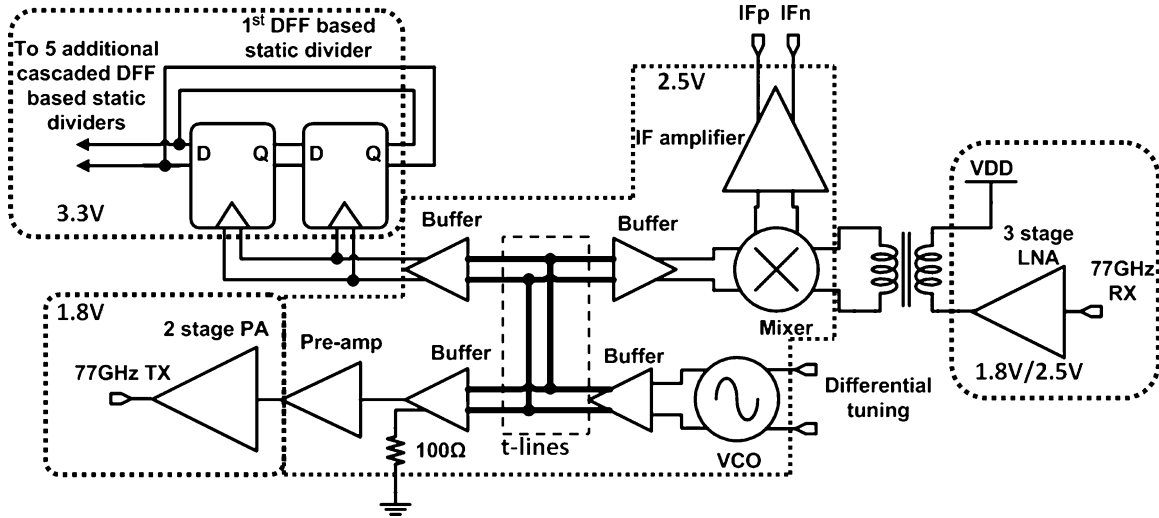 To 5 additional
cascaded DFF
based static
dividers
1st DFF based
static divider
D
Q
D
Q
3.3V
IFp
IFn
2.5V
IF amplifier
VDD
3 stage
LNA
77GHz
RX
1.8V/2.5V
Buffer
Buffer
Mixer
1.8V
2 stage PA
77GHz TX
Pre-amp
Buffer
Buffer
100Ω
t-lines
VCO
Differential
tuning